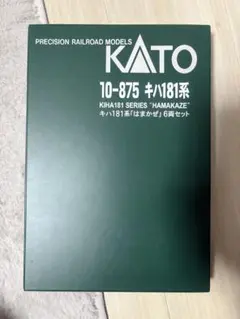 PRECISION RAILROAD MODELS
KATO
10-875 キハ181系
KIHA181 SERIES "HAMAKAZE"
キハ181系「はまかぜ」6両セット